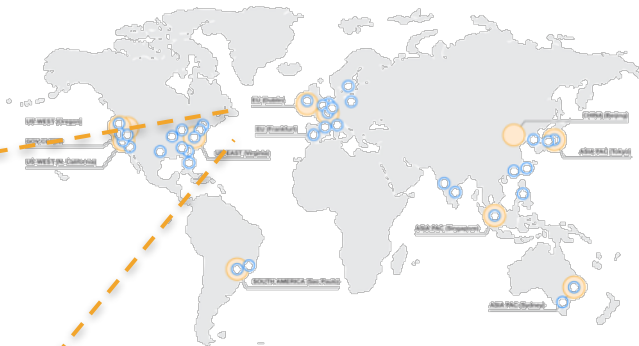 US WEST (Oregon)
EU (Dublin)
CHINA (Beijing)
EU (Frankfurt)
US WEST (N. California)
US EAST (Virginia)
ASIA PAC (Tokyo)
ASIA PAC (Singapore)
SOUTH AMERICA (Sao Paulo)
ASIA PAC (Sydney)